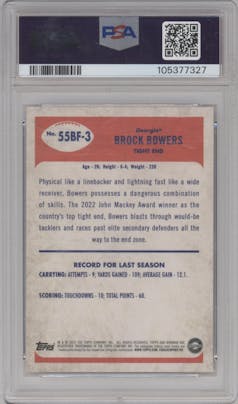 PSA
105377327
No. 55BF-3
Georgia®
BROCK BOWERS
TIGHT END
Age - 20; Height - 6-4; Weight - 230
Physical like a linebacker and lightning fast like a wide
receiver, Bowers possesses a dangerous combination
of skills. The 2022 John Mackey Award winner as the
country's top tight end, Bowers blasts through would-be
tacklers and races past elite secondary defenders all the
way to the end zone.
RECORD FOR LAST SEASON
CARRYING: ATTEMPTS - 9; YARDS GAINED - 109; AVERAGE GAIN - 12.1.
SCORING: TOUCHDOWNS - 10; TOTAL POINTS - 60.
Topps